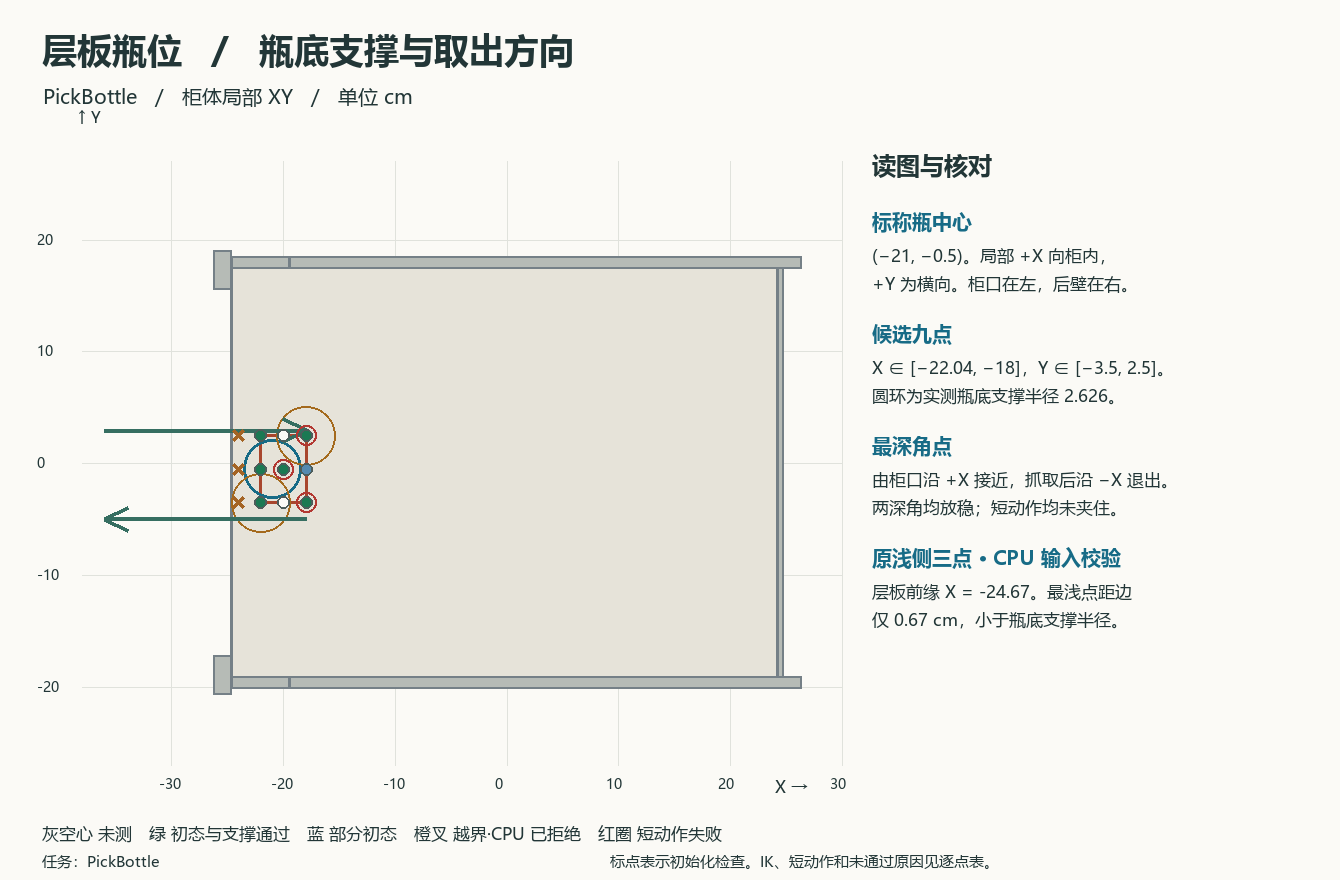 层板瓶位 / 瓶底支撑与取出方向
PickBottle / 柜体局部 XY / 单位 cm
↑ Y
读图与核对
标称瓶中心
(−21, −0.5)。局部 +X 向柜内，
+Y 为横向。柜口在左，后壁在右。
候选九点
X ∈ [−22.04, −18]，Y ∈ [−3.5, 2.5]。
圆环为实测瓶底支撑半径 2.626。
最深角点
由柜口沿 +X 接近，抓取后沿 −X 退出。
两深角均放稳；短动作均未夹住。
原浅侧三点 • CPU 输入校验
层板前缘 X = -24.67。最浅点距边
仅 0.67 cm，小于瓶底支撑半径。
20
10
0
-10
-20
-30
-20
-10
0
10
20
30
X →
灰空心 未测 绿 初态与支撑通过 蓝 部分初态 橙叉 越界·CPU 已拒绝 红圈 短动作失败
任务：PickBottle
标点表示初始化检查。IK、短动作和未通过原因见逐点表。